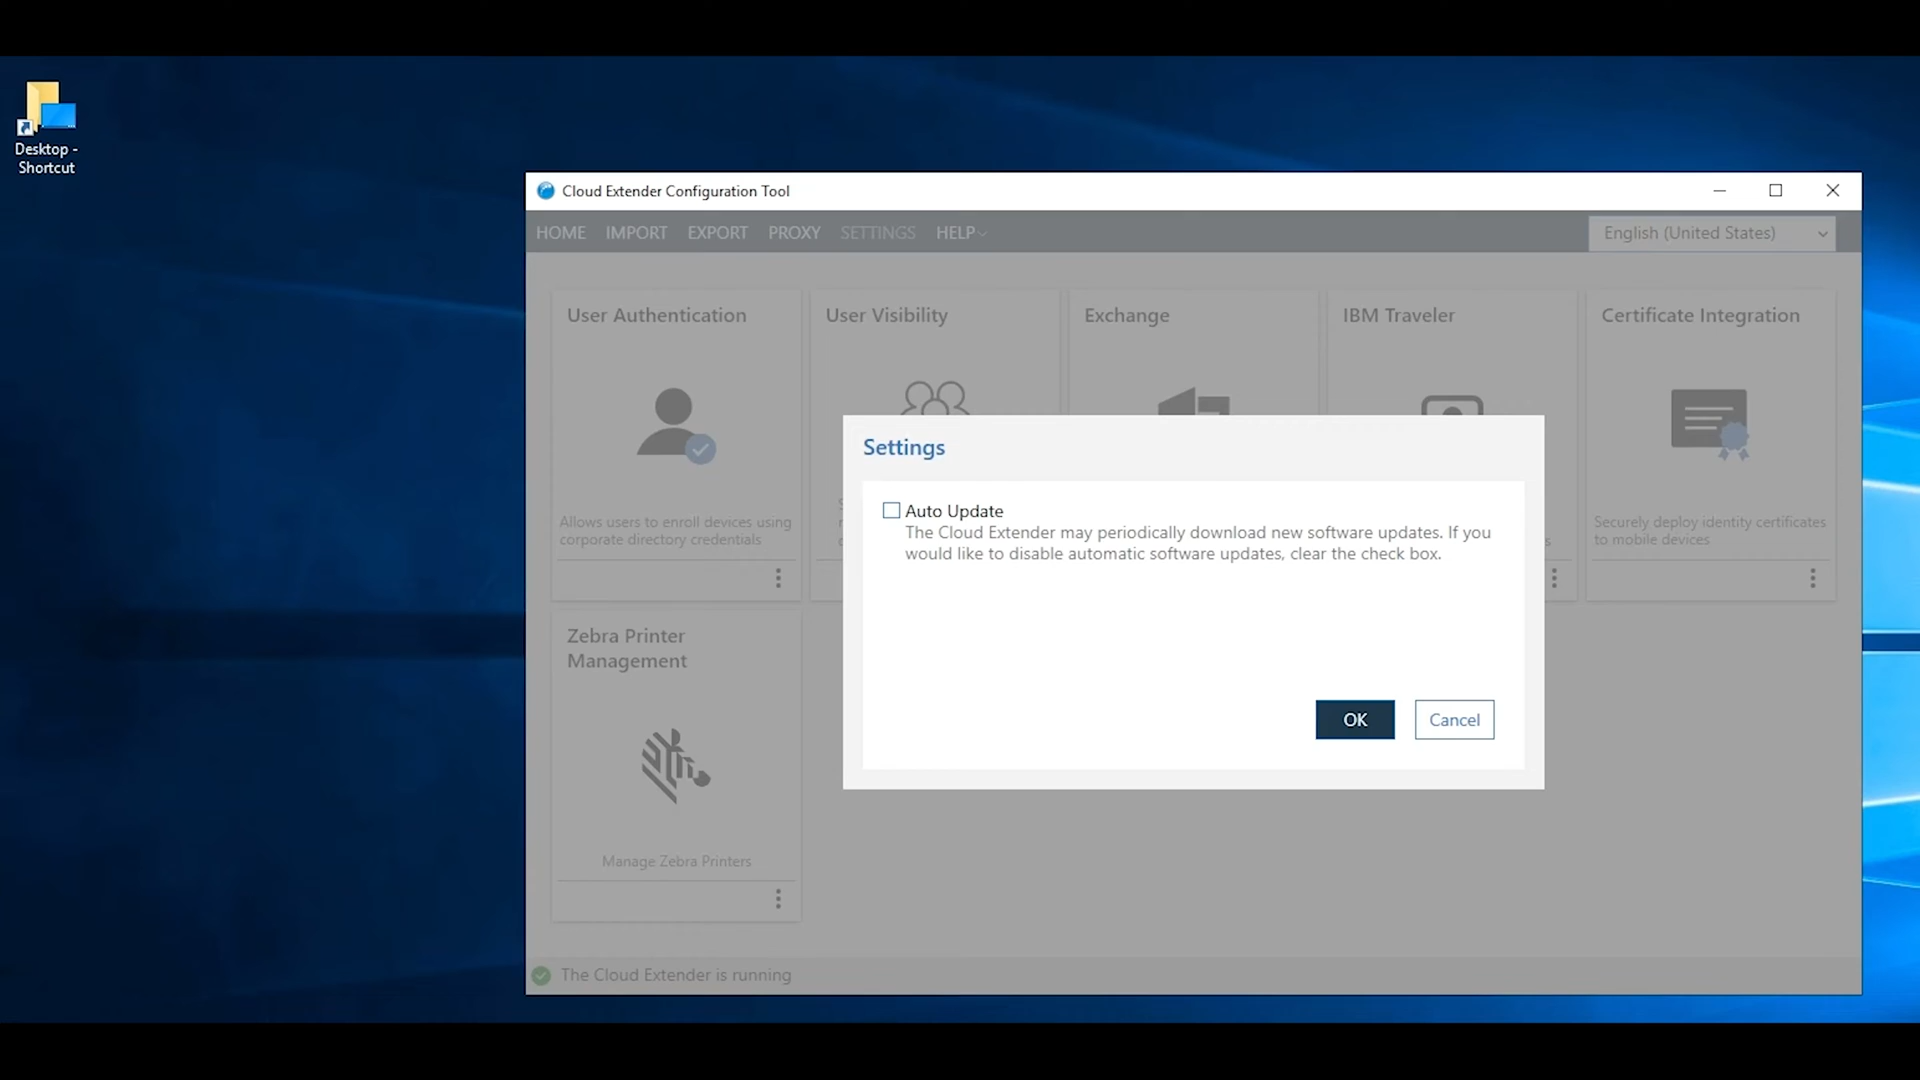 Desktop -
Shortcut
Cloud Extender Configuration Tool
HOME IMPORT EXPORT PROXY SETTINGS HELP
English (United States)
User Authentication
Allows users to enroll devices using
corporate directory credentials
User Visibility
Exchange
IBM Traveler
Certificate Integration
Securely deploy identity certificates
to mobile devices
Settings
Auto Update
The Cloud Extender may periodically download new software updates. If you
would like to disable automatic software updates, clear the check box.
OK
Cancel
Zebra Printer
Management
Manage Zebra Printers
The Cloud Extender is running